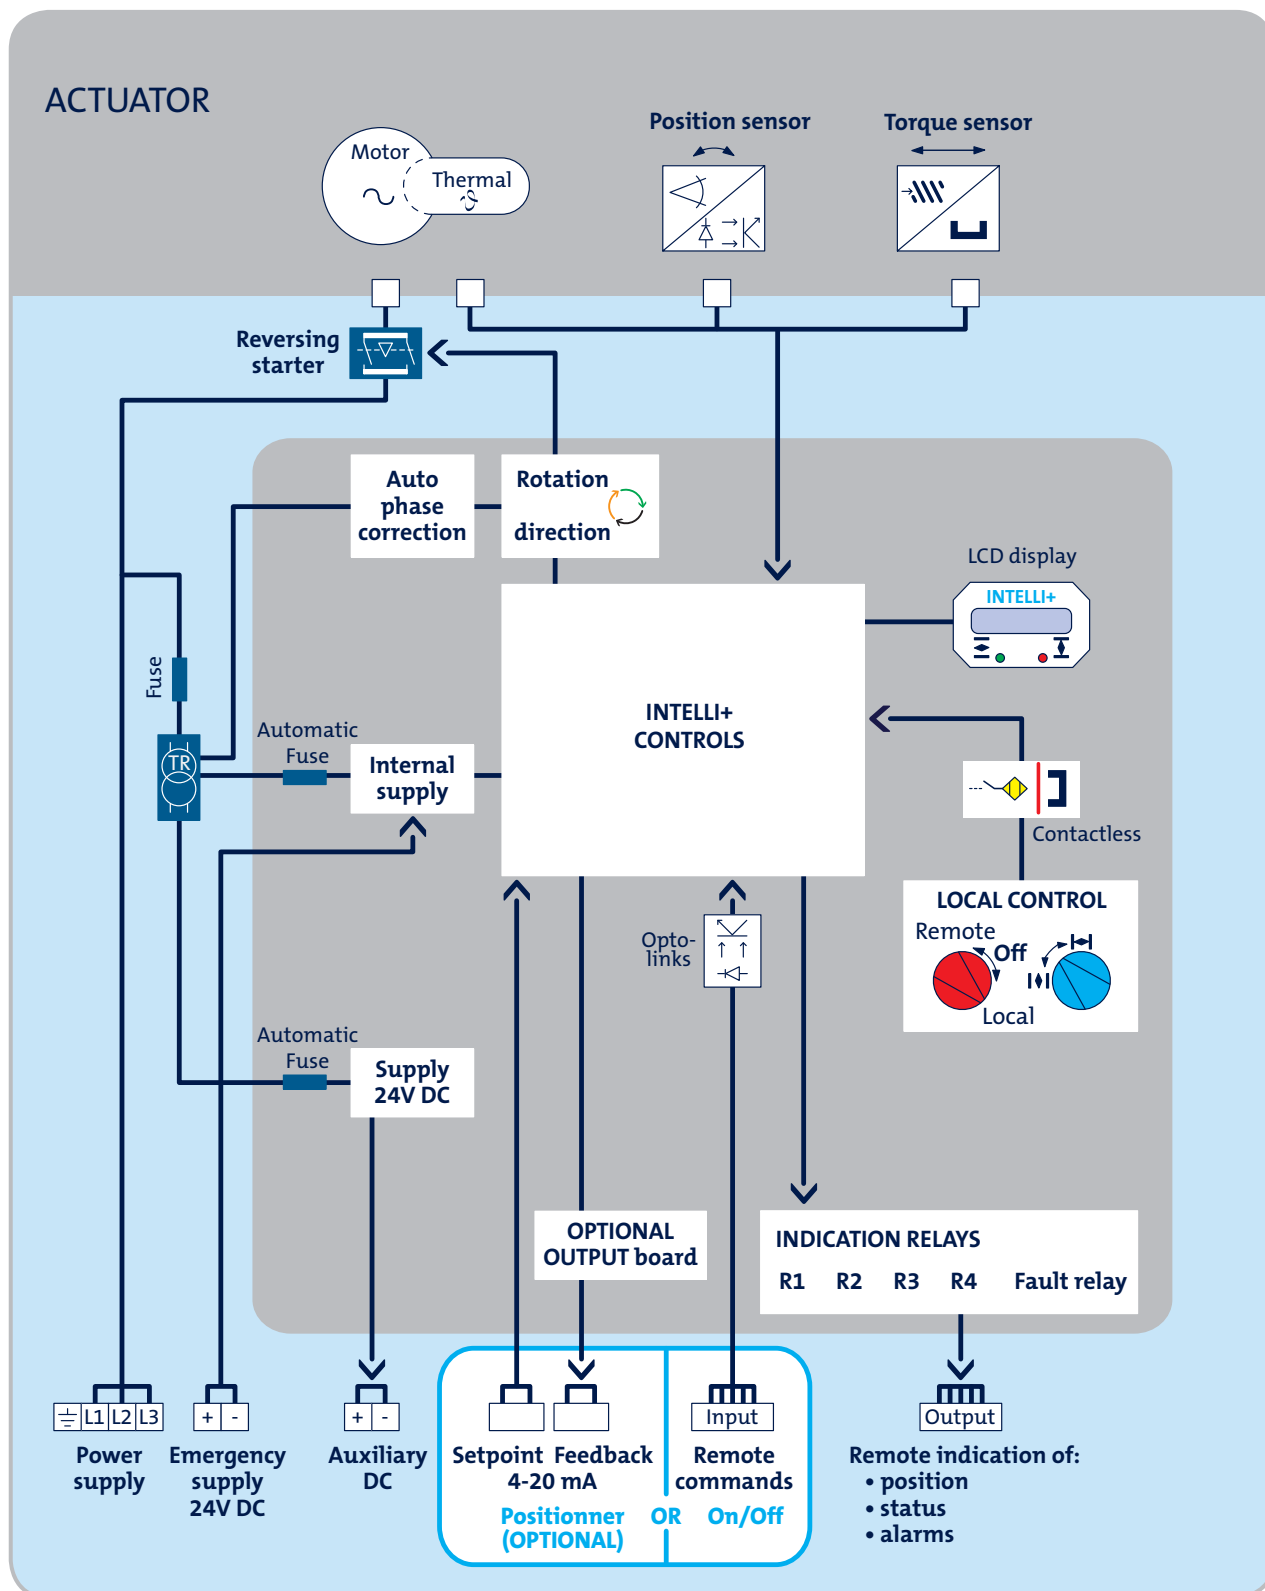 ACTUATOR
Motor
Thermal
Position sensor
Torque sensor
Reversing
starter
Auto
phase
correction
Rotation
direction
LCD display
INTELLI+
Fuse
TR
Automatic
Fuse
Internal
supply
INTELLI+
CONTROLS
Contactless
LOCAL CONTROL
Remote
Off
Local
Opto-
links
Automatic
Fuse
Supply
24V DC
OPTIONAL
OUTPUT board
INDICATION RELAYS
R1 R2 R3 R4 Fault relay
L1 L2 L3
+ -
+ -
Input
Output
Power
supply
Emergency
supply
24V DC
Auxiliary
DC
Setpoint Feedback
4-20 mA
Remote
commands
Positionner
(OPTIONAL)
OR
On/Off
Remote indication of:
• position
• status
• alarms